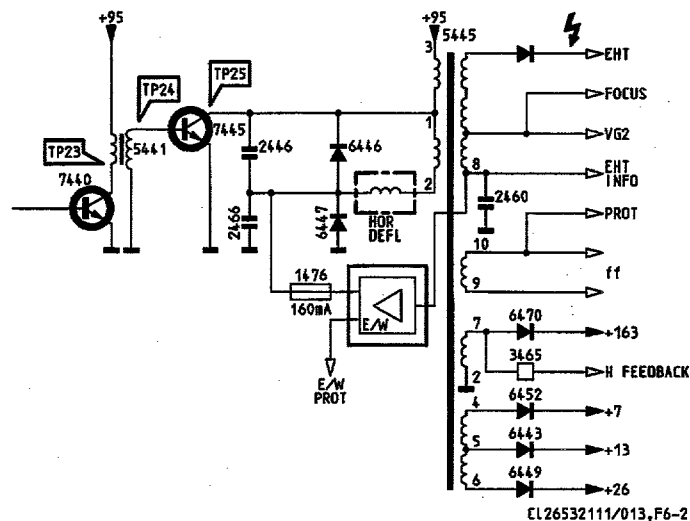 +95
+95
5445
3
EHT
TP25
TP24
FOCUS
5441
7445
1
TP23
2446
6446
VG2
7440
8
EHT
INFO
2
2466
6447
HOR
DEFL
2460
PROT
10
ff
9
1476
160mA
E/W
7
6470
+163
3465
H FEEDBACK
2
E/W
PROT
4
6452
+7
5
6443
+13
6
6449
+26
CL26532111/013,F6-2